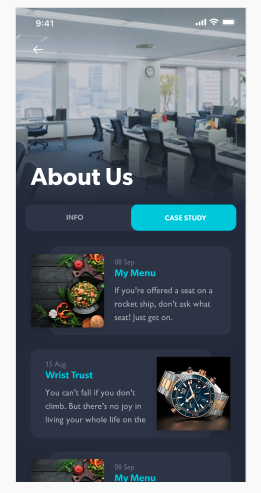 9:41
About Us
INFO
CASE STUDY
08 Sep
My Menu
If you're offered a seat on a
rocket ship, don't ask what
seat! Just get on.
15 Aug
Wrist Trust
You can't fall if you don't
climb. But there's no joy in
living your whole life on the
08 Sep
My Menu